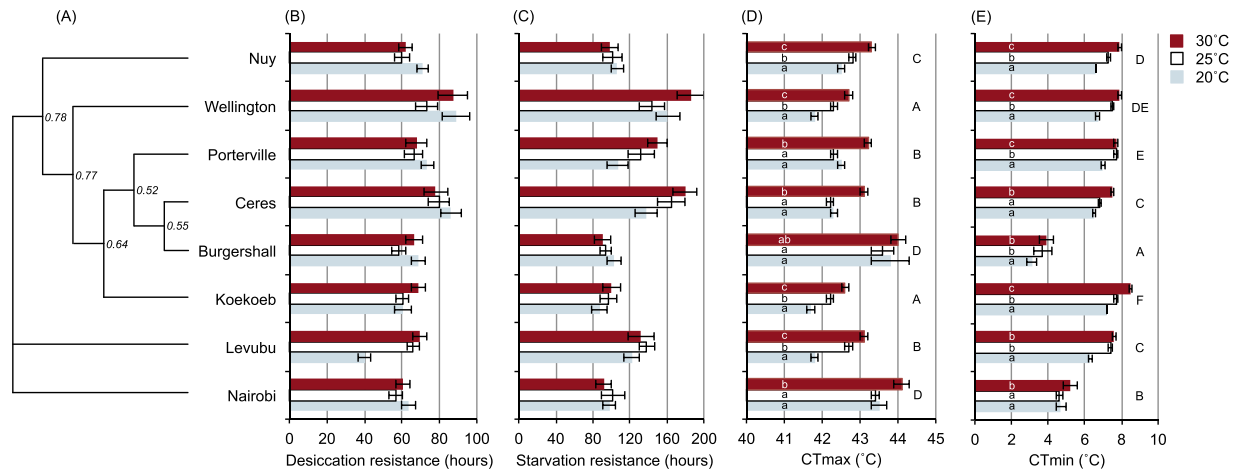 (A) (B) (C) (D) (E)
30˚C
25˚C
20˚C
Nuy
Wellington
Porterville
Ceres
Burgershall
Koekoeb
Levubu
Nairobi
0.78
0.77
0.64
0.52
0.55
0 20 40 60 80 100
Desiccation resistance (hours)
0 40 80 120 160 200
Starvation resistance (hours)
c
b
a
C
c
b
a
A
b
a
a
B
b
a
a
B
ab
a
a
D
c
b
a
A
c
b
a
B
b
a
a
D
40 41 42 43 44 45
CTmax (˚C)
c
b
a
D
c
b
a
DE
b
b
a
E
c
b
a
C
b
b
a
A
c
b
a
F
b
b
a
C
b
a
a
B
0 2 4 6 8 10
CTmin (˚C)